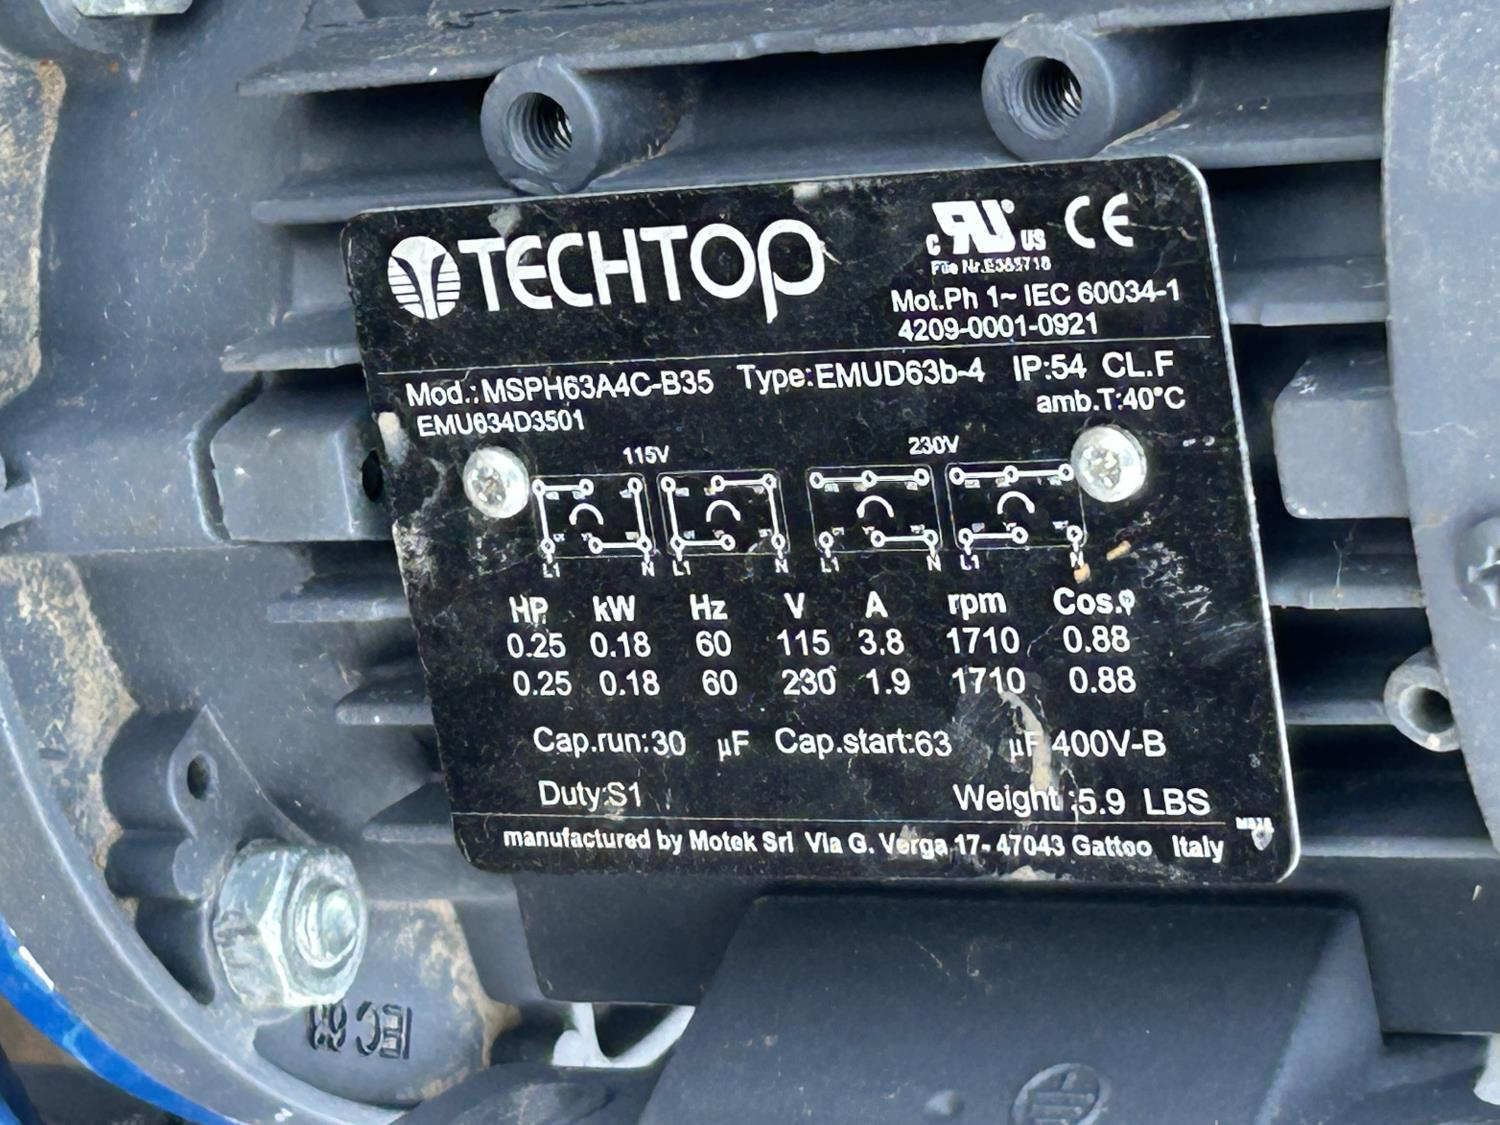 TECHTOP
c RU US CE
File Nr.E365718
Mot.Ph 1~ IEC 60034-1
4209-0001-0921
Mod.: MSPH63A4C-B35 Type:EMUD63b-4 IP:54 CL.F
EMU634D3501 amb.T:40°C
115V 230V
L1 N L1 N L1 N L1 N
HP kW Hz V A rpm Cos.φ
0.25 0.18 60 115 3.8 1710 0.88
0.25 0.18 60 230 1.9 1710 0.88
Cap.run:30 µF Cap.start:63 µF 400V-B
Duty:S1 Weight :5.9 LBS
manufactured by Motek Srl Via G. Verga 17- 47043 Gatteo Italy
IEC 63